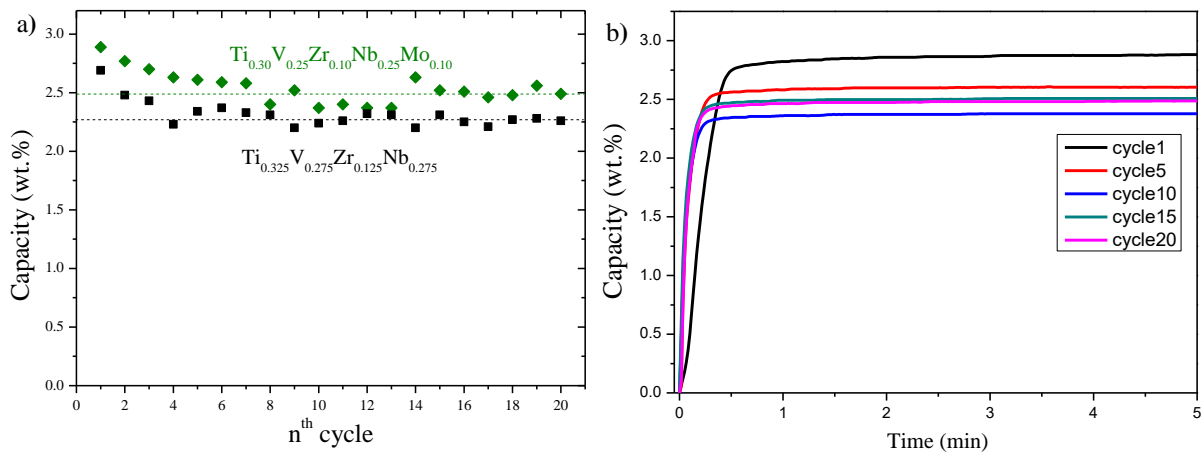 a)
Capacity (wt.%)
3.0
2.5
2.0
1.5
1.0
0.5
0.0
Ti0.30V0.25Zr0.10Nb0.25Mo0.10
Ti0.325V0.275Zr0.125Nb0.275
0 2 4 6 8 10 12 14 16 18 20
nth cycle
b)
Capacity (wt.%)
3.0
2.5
2.0
1.5
1.0
0.5
0.0
cycle1
cycle5
cycle10
cycle15
cycle20
0 1 2 3 4 5
Time (min)